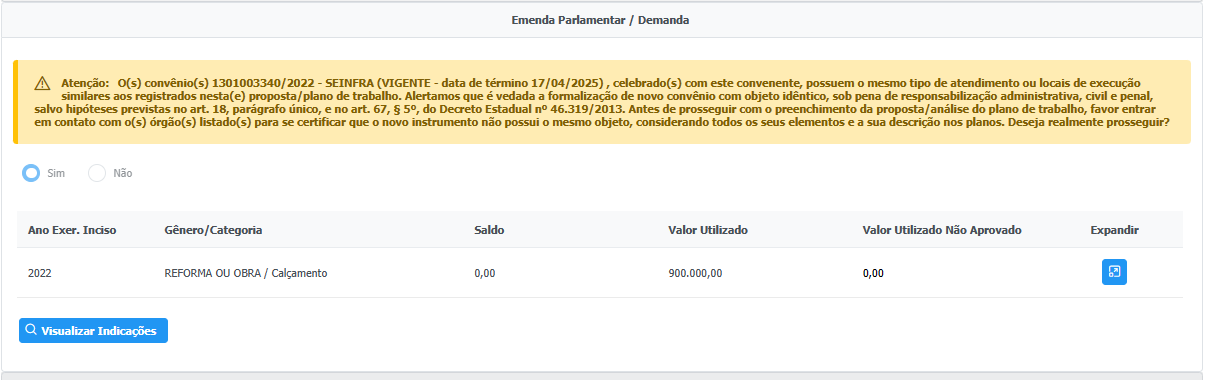 Emenda Parlamentar / Demanda
Atenção: O(s) convênio(s) 1301003340/2022 - SEINFRA (VIGENTE - data de término 17/04/2025) , celebrado(s) com este convenente, possuem o mesmo tipo de atendimento ou locais de execução
similares aos registrados nesta(e) proposta/plano de trabalho. Alertamos que é vedada a formalização de novo convênio com objeto idêntico, sob pena de responsabilização administrativa, civil e penal,
salvo hipóteses previstas no art. 18, parágrafo único, e no art. 67, § 5º, do Decreto Estadual nº 46.319/2013. Antes de prosseguir com o preenchimento da proposta/análise do plano de trabalho, favor entrar
em contato com o(s) órgão(s) listado(s) para se certificar que o novo instrumento não possui o mesmo objeto, considerando todos os seus elementos e a sua descrição nos planos. Deseja realmente prosseguir?
Sim Não
Ano Exer. Inciso Gênero/Categoria Saldo Valor Utilizado Valor Utilizado Não Aprovado Expandir
2022 REFORMA OU OBRA / Calçamento 0,00 900.000,00 0,00
Visualizar Indicações